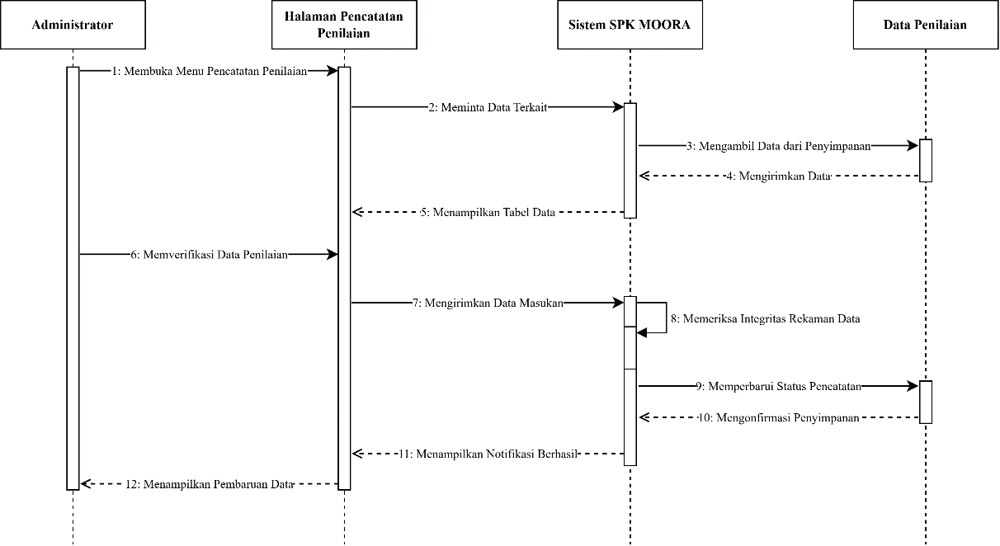 Administrator
Halaman Pencatatan
Penilaian
Sistem SPK MOORA
Data Penilaian
1: Membuka Menu Pencatatan Penilaian
2: Meminta Data Terkait
3: Mengambil Data dari Penyimpanan
4: Mengirimkan Data
5: Menampilkan Tabel Data
6: Memverifikasi Data Penilaian
7: Mengirimkan Data Masukan
8: Memeriksa Integritas Rekaman Data
9: Memperbarui Status Pencatatan
10: Mengonfirmasi Penyimpanan
11: Menampilkan Notifikasi Berhasil
12: Menampilkan Pembaruan Data